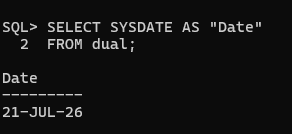 SQL> SELECT SYSDATE AS "Date"
  2  FROM dual;
Date
---------
21-JUL-26